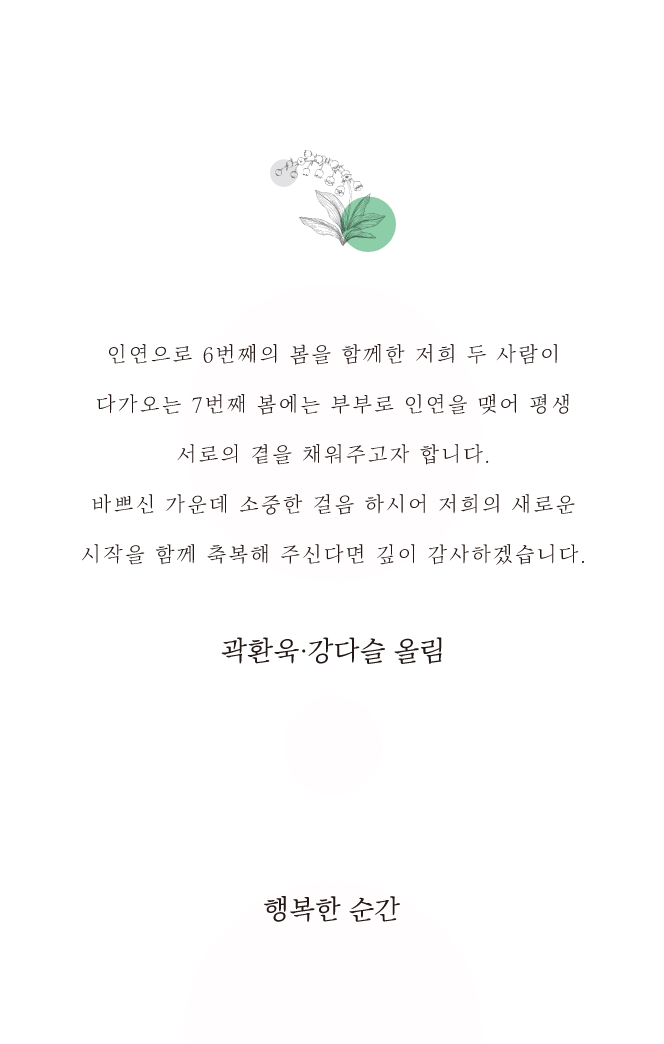 인연으로 6번째의 봄을 함께한 저희 두 사람이
다가오는 7번째 봄에는 부부로 인연을 맺어 평생
서로의 곁을 채워주고자 합니다.
바쁘신 가운데 소중한 걸음 하시어 저희의 새로운
시작을 함께 축복해 주신다면 깊이 감사하겠습니다.
곽환욱·강다슬 올림
행복한 순간